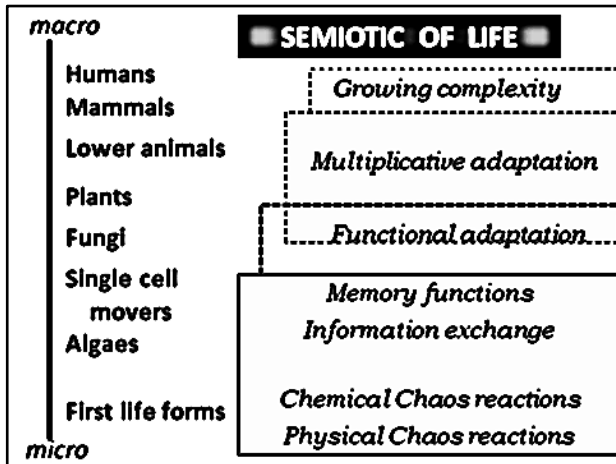 macro
SEMIOTIC OF LIFE
Humans
Growing complexity
Mammals
Lower animals
Multiplicative adaptation
Plants
Fungi
Functional adaptation
Single cell
movers
Memory functions
Information exchange
Algaes
First life forms
Chemical Chaos reactions
Physical Chaos reactions
micro